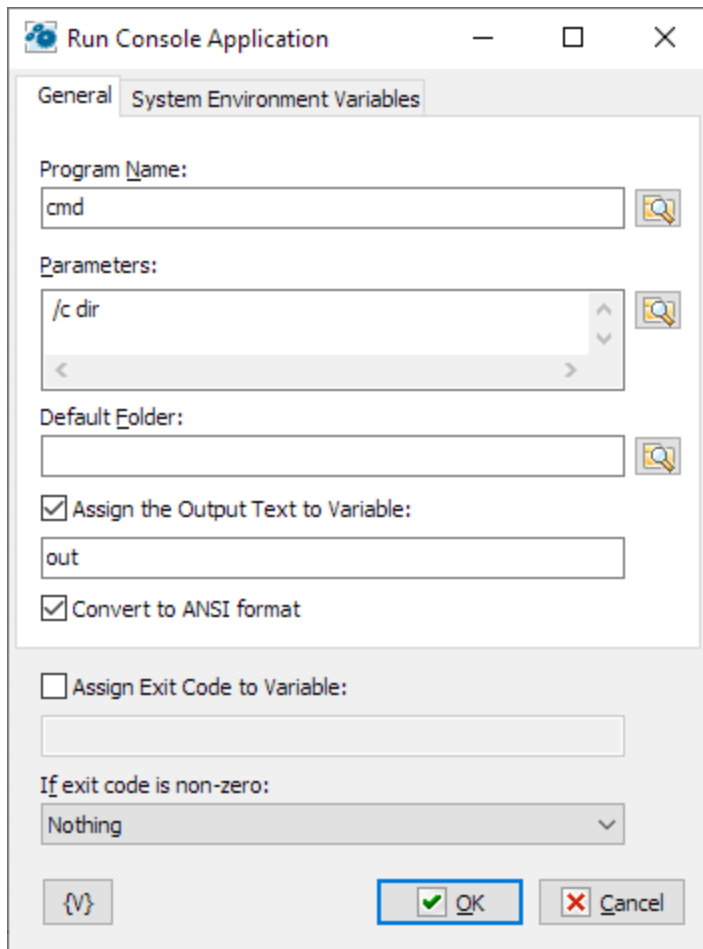 Run Console Application
General
System Environment Variables
Program Name:
cmd
Parameters:
/c dir
Default Folder:
Assign the Output Text to Variable:
out
Convert to ANSI format
Assign Exit Code to Variable:
If exit code is non-zero:
Nothing
{V}
OK
Cancel